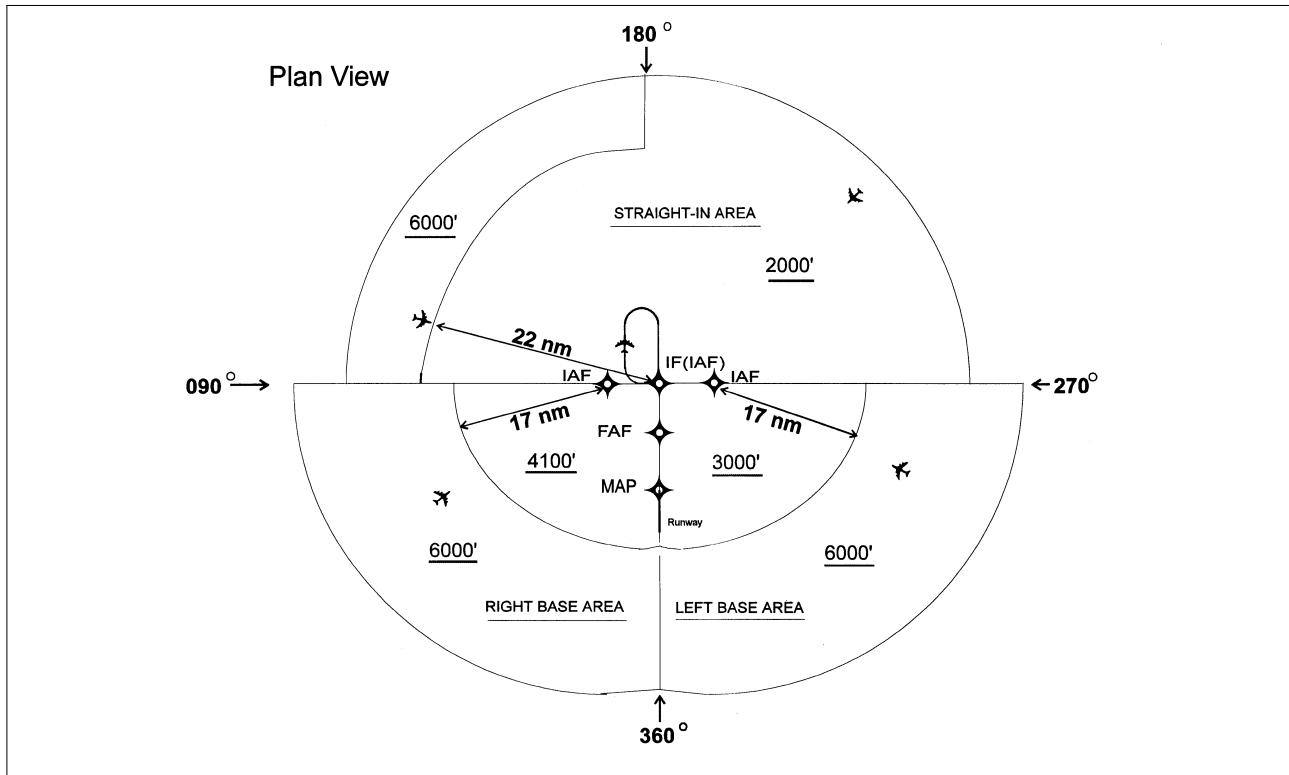 180°
Plan View
6000'
STRAIGHT-IN AREA
2000'
22 nm
IF(IAF)
IAF
IAF
090°
270°
17 nm
17 nm
FAF
4100'
3000'
MAP
Runway
6000'
6000'
RIGHT BASE AREA
LEFT BASE AREA
360°